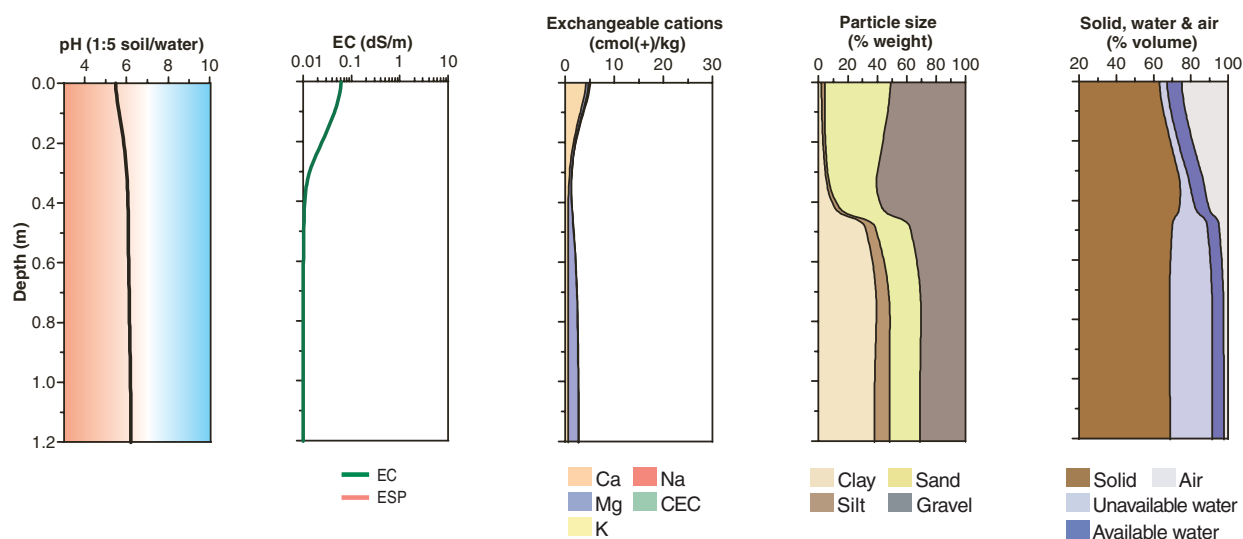 pH (1:5 soil/water)
4 6 8 10
EC (dS/m)
0.01 0.1 1 10
Exchangeable cations
(cmol(+)/kg)
0 10 20 30
Particle size
(% weight)
0 20 40 60 80 100
Solid, water & air
(% volume)
20 40 60 80 100
Depth (m)
0.0
0.2
0.4
0.6
0.8
1.0
1.2
EC
ESP
Ca Na
Mg CEC
K
Clay Sand
Silt Gravel
Solid Air
Unavailable water
Available water